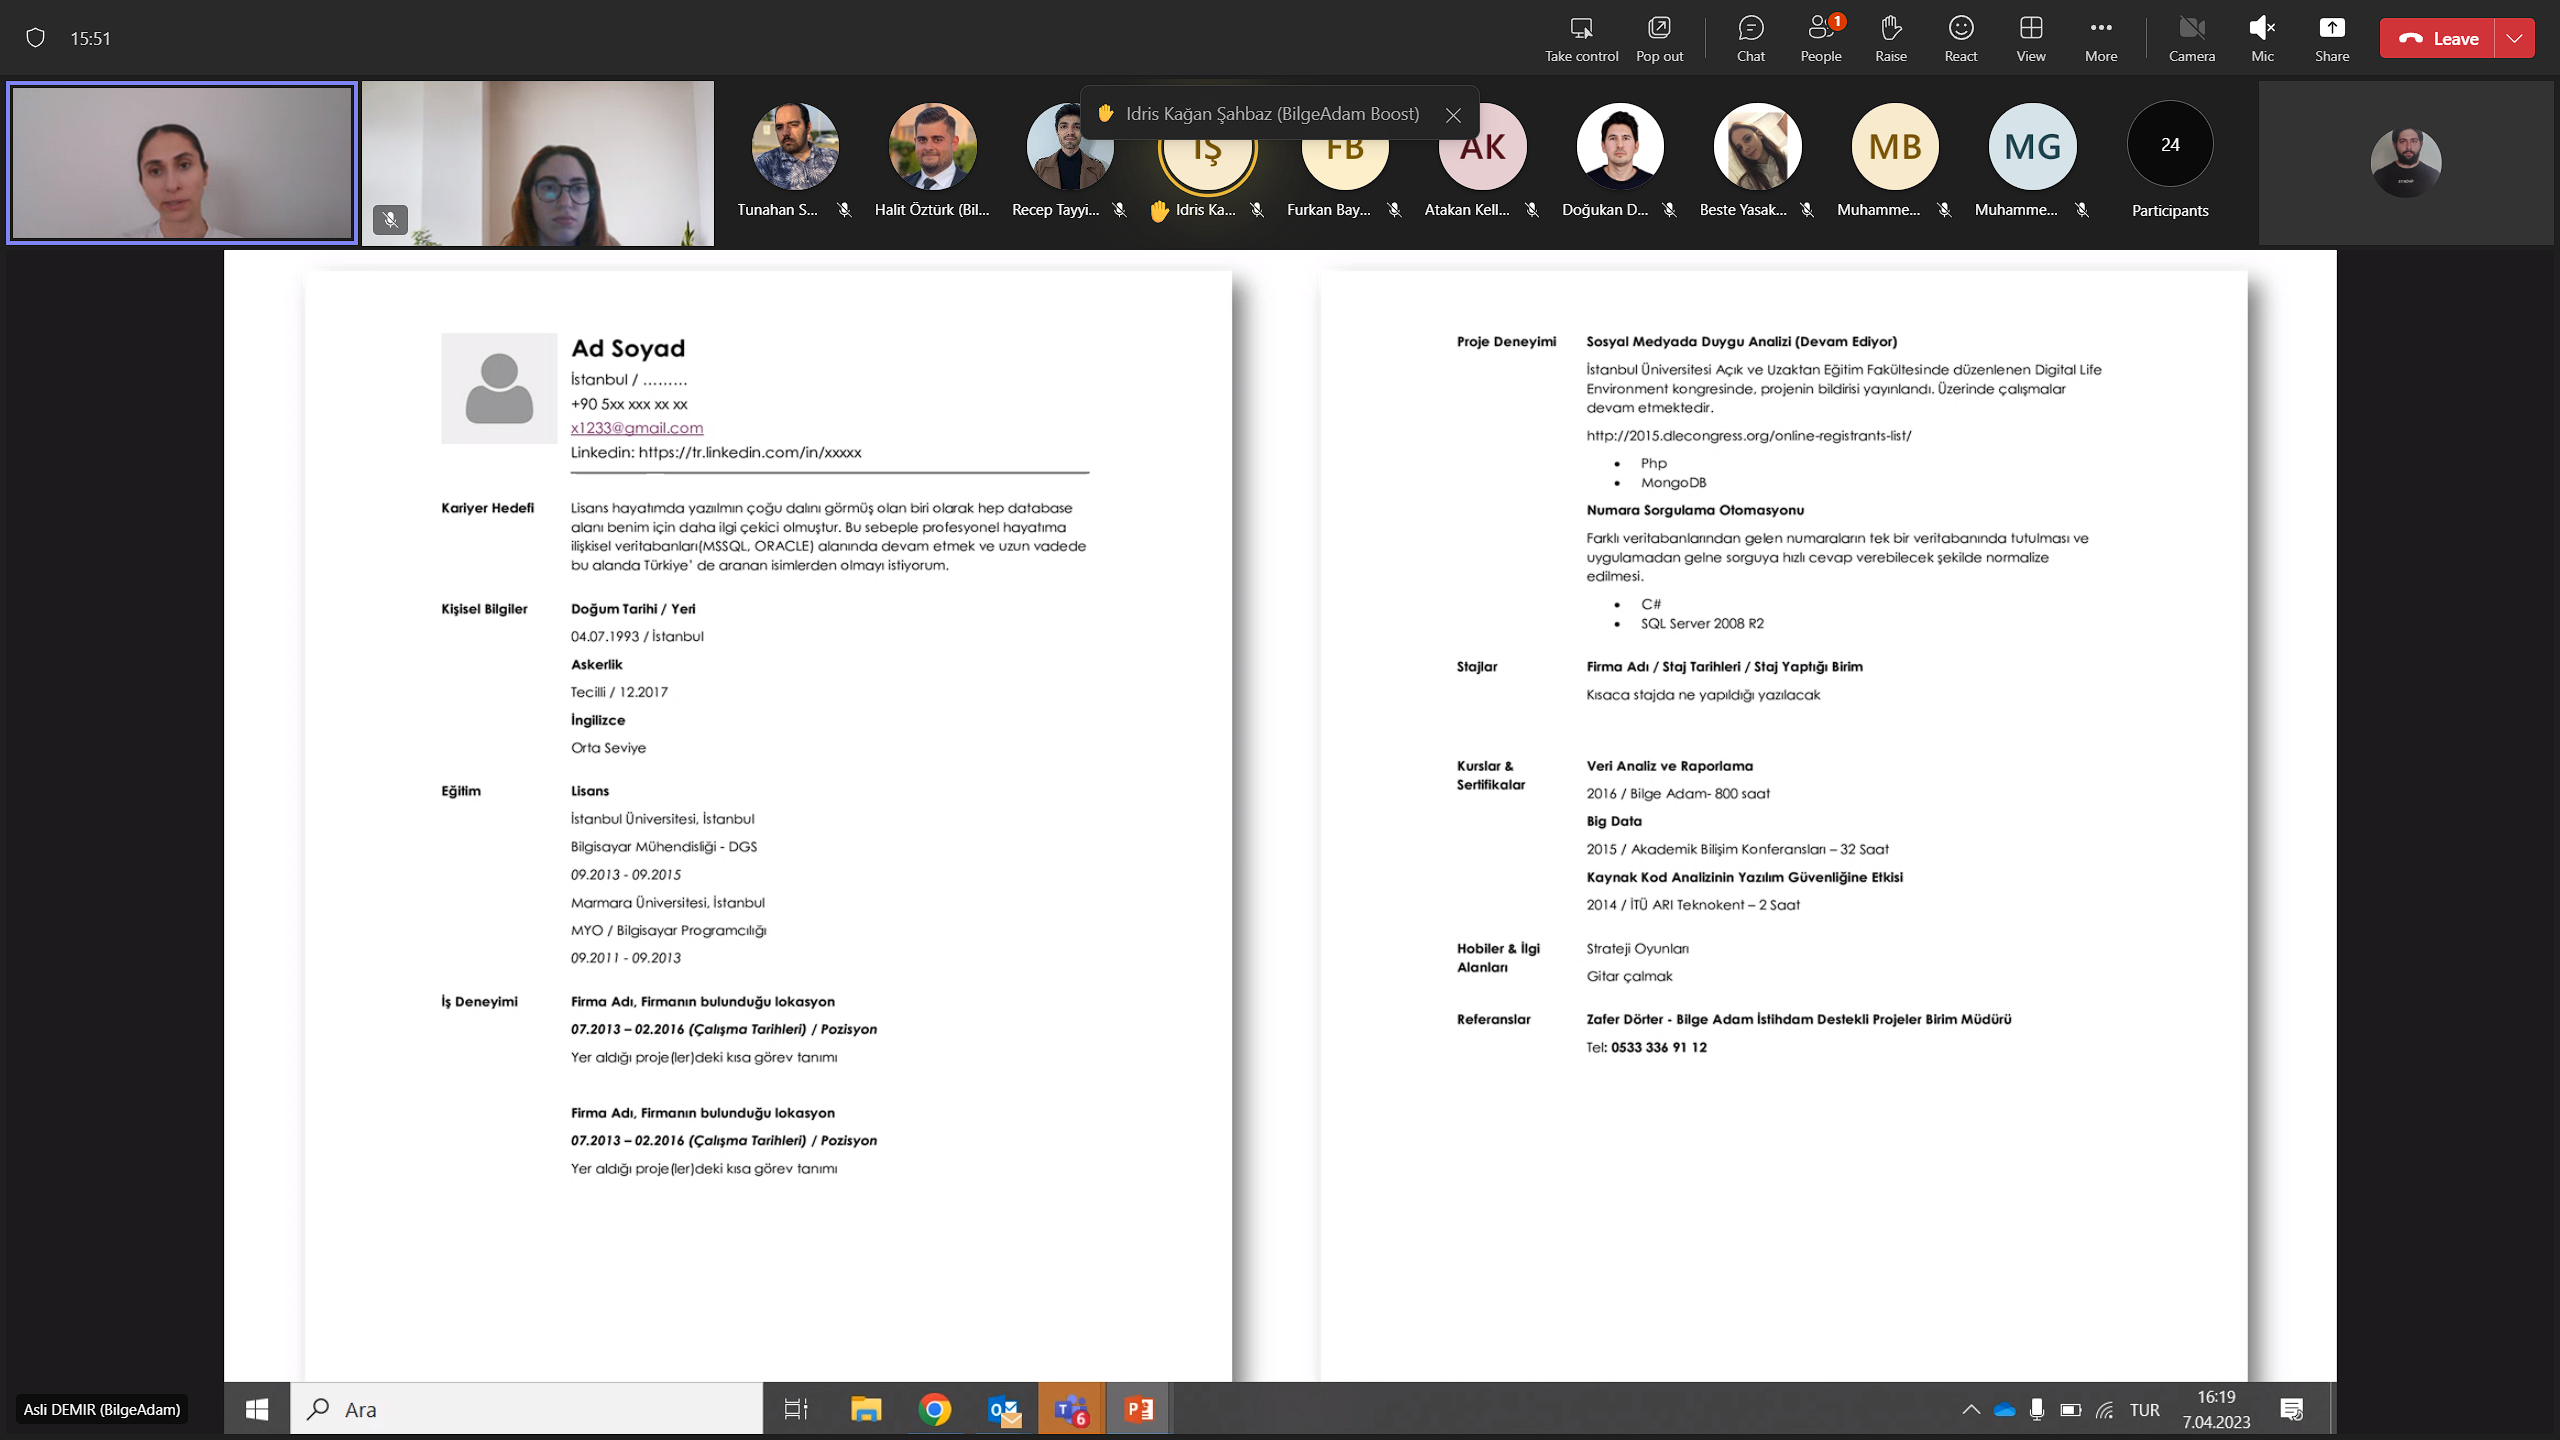 15:51
Take control
Pop out
Chat
1
People
Raise
React
View
More
Camera
Mic
Share
Leave
Idris Kağan Şahbaz (BilgeAdam Boost)
İŞ
FB
AK
MB
MG
24
Tunahan S...
Halit Öztürk (Bil...
Recep Tayyi...
Idris Ka...
Furkan Bay...
Atakan Kell...
Doğukan D...
Beste Yasak...
Muhamme...
Muhamme...
Participants
Ad Soyad
İstanbul / .........
+90 5xx xxx xx xx
x1233@gmail.com
Linkedin: https://tr.linkedin.com/in/xxxxx
Kariyer Hedefi
Lisans hayatımda yazılmın çoğu dalını görmüş olan biri olarak hep database
alanı benim için daha ilgi çekici olmuştur. Bu sebeple profesyonel hayatıma
ilişkisel veritabanları(MSSQL, ORACLE) alanında devam etmek ve uzun vadede
bu alanda Türkiye' de aranan isimlerden olmayı istiyorum.
Kişisel Bilgiler
Doğum Tarihi / Yeri
04.07.1993 / İstanbul
Askerlik
Tecilli / 12.2017
İngilizce
Orta Seviye
Eğitim
Lisans
İstanbul Üniversitesi, İstanbul
Bilgisayar Mühendisliği - DGS
09.2013 - 09.2015
Marmara Üniversitesi, İstanbul
MYO / Bilgisayar Programcılığı
09.2011 - 09.2013
İş Deneyimi
Firma Adı, Firmanın bulunduğu lokasyon
07.2013 – 02.2016 (Çalışma Tarihleri) / Pozisyon
Yer aldığı proje(ler)deki kısa görev tanımı
Firma Adı, Firmanın bulunduğu lokasyon
07.2013 – 02.2016 (Çalışma Tarihleri) / Pozisyon
Yer aldığı proje(ler)deki kısa görev tanımı
Proje Deneyimi
Sosyal Medyada Duygu Analizi (Devam Ediyor)
İstanbul Üniversitesi Açık ve Uzaktan Eğitim Fakültesinde düzenlenen Digital Life
Environment kongresinde, projenin bildirisi yayınlandı. Üzerinde çalışmalar
devam etmektedir.
http://2015.dlecongress.org/online-registrants-list/
• Php
• MongoDB
Numara Sorgulama Otomasyonu
Farklı veritabanlarından gelen numaraların tek bir veritabanında tutulması ve
uygulamadan gelne sorguya hızlı cevap verebilecek şekilde normalize
edilmesi.
• C#
• SQL Server 2008 R2
Stajlar
Firma Adı / Staj Tarihleri / Staj Yaptığı Birim
Kısaca stajda ne yapıldığı yazılacak
Kurslar &
Sertifikalar
Veri Analiz ve Raporlama
2016 / Bilge Adam- 800 saat
Big Data
2015 / Akademik Bilişim Konferansları – 32 Saat
Kaynak Kod Analizinin Yazılım Güvenliğine Etkisi
2014 / İTÜ ARI Teknokent – 2 Saat
Hobiler & İlgi
Alanları
Strateji Oyunları
Gitar çalmak
Referanslar
Zafer Dörter - Bilge Adam İstihdam Destekli Projeler Birim Müdürü
Tel: 0533 336 91 12
Asli DEMIR (BilgeAdam)
Ara
6
TUR
16:19
7.04.2023